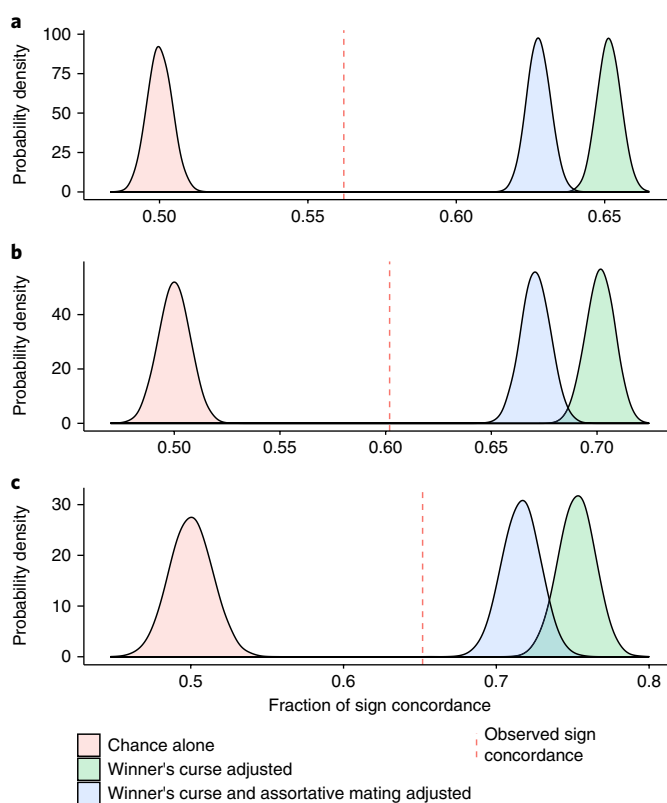 a
Probability density
100
75
50
25
0
0.50 0.55 0.60 0.65
b
Probability density
40
20
0
0.50 0.55 0.60 0.65 0.70
c
Probability density
30
20
10
0
0.5 0.6 0.7 0.8
Fraction of sign concordance
Chance alone
Winner's curse adjusted
Winner's curse and assortative mating adjusted
Observed sign
concordance